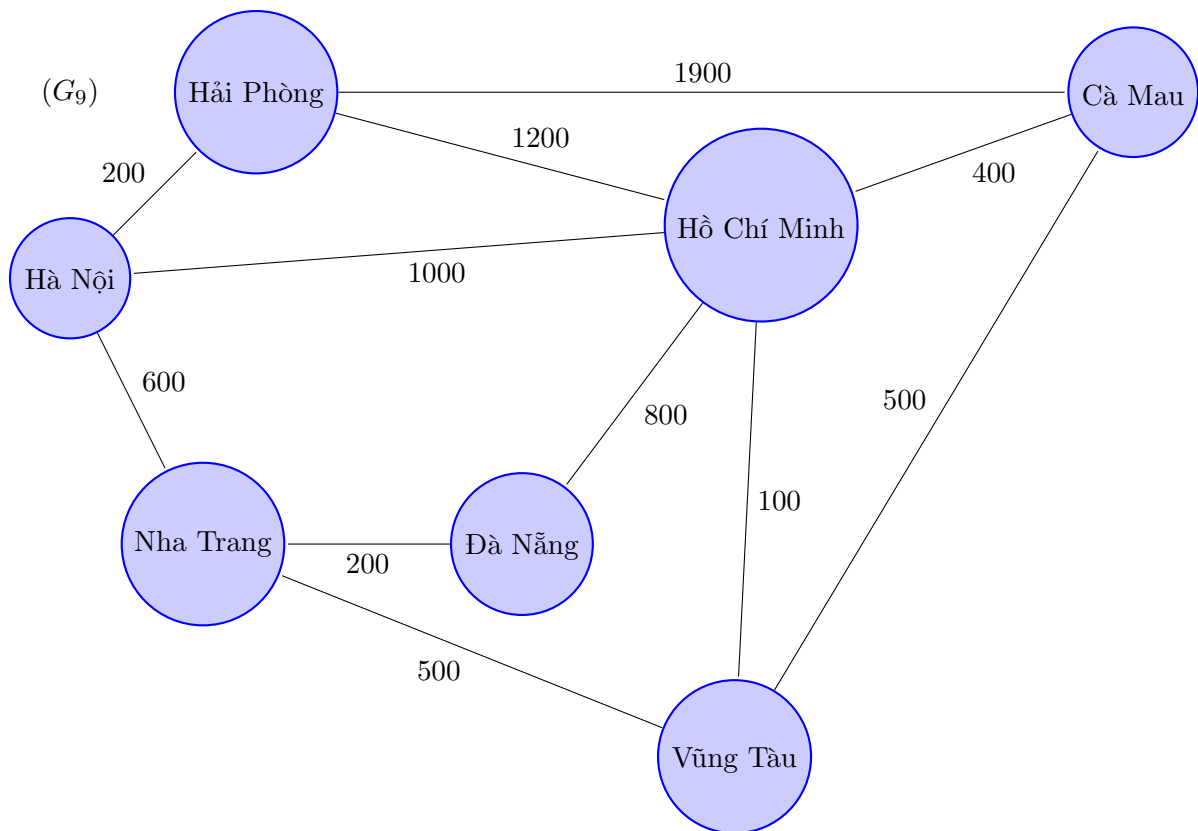 (G₉)
Hải Phòng
1900
Cà Mau
1200
200
400
Hồ Chí Minh
Hà Nội
1000
600
500
800
100
Nha Trang
Đà Nẵng
200
500
Vũng Tàu